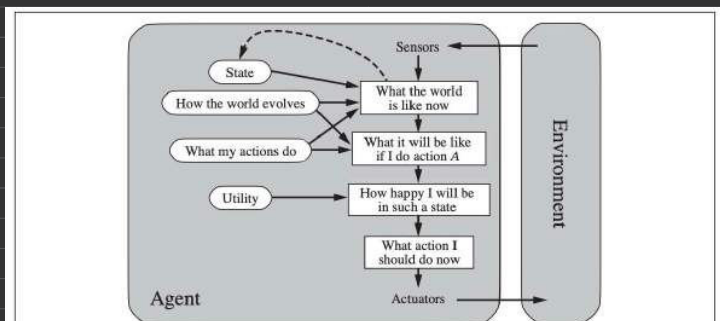 Sensors
State
What the world
is like now
How the world evolves
What it will be like
if I do action A
What my actions do
How happy I will be
in such a state
Utility
What action I
should do now
Agent
Actuators
Environment